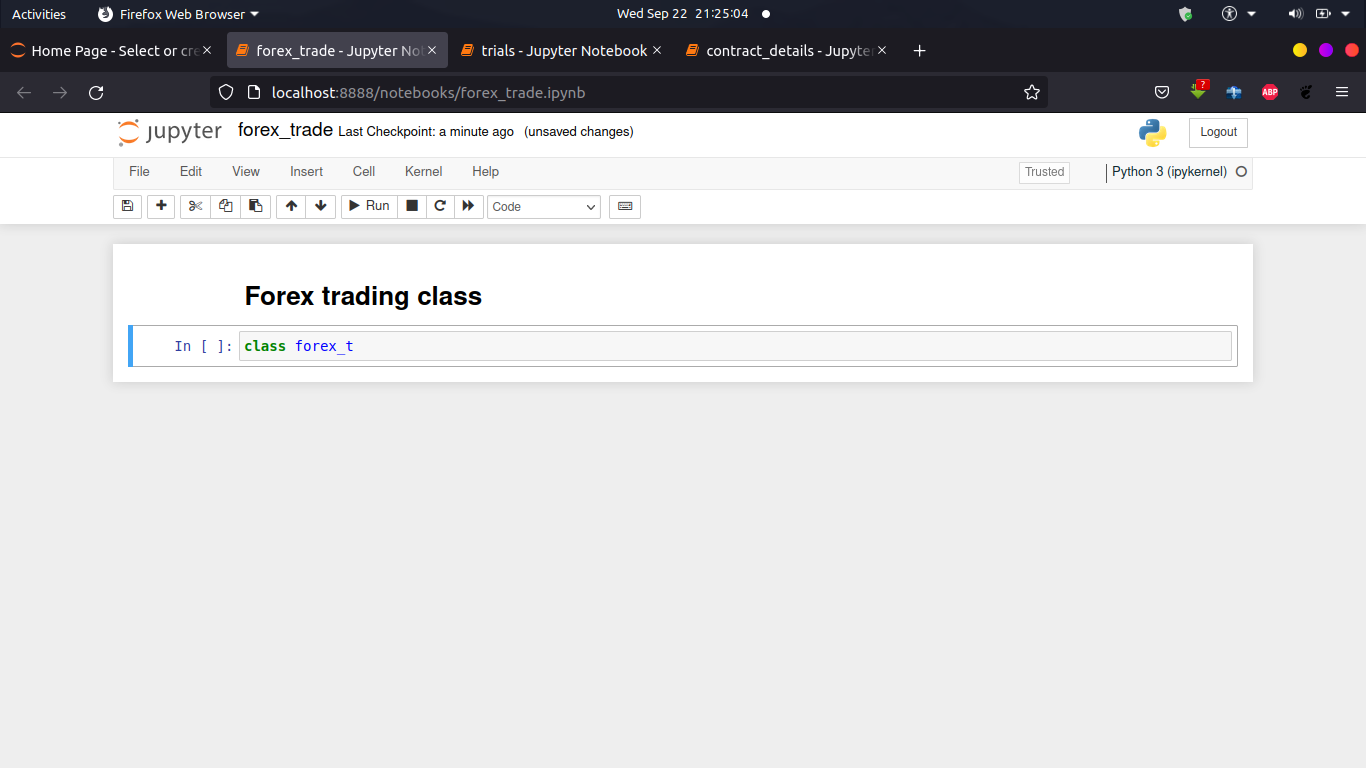 Activities
Firefox Web Browser
Wed Sep 22 21:25:04
Home Page - Select or cre
forex_trade - Jupyter Not
trials - Jupyter Notebook
contract_details - Jupyter
localhost:8888/notebooks/forex_trade.ipynb
?
ABP
jupyter
forex_trade Last Checkpoint: a minute ago (unsaved changes)
Logout
File Edit View Insert Cell Kernel Help
Trusted
Python 3 (ipykernel)
Run
Code
Forex trading class
In [ ]: class forex_t